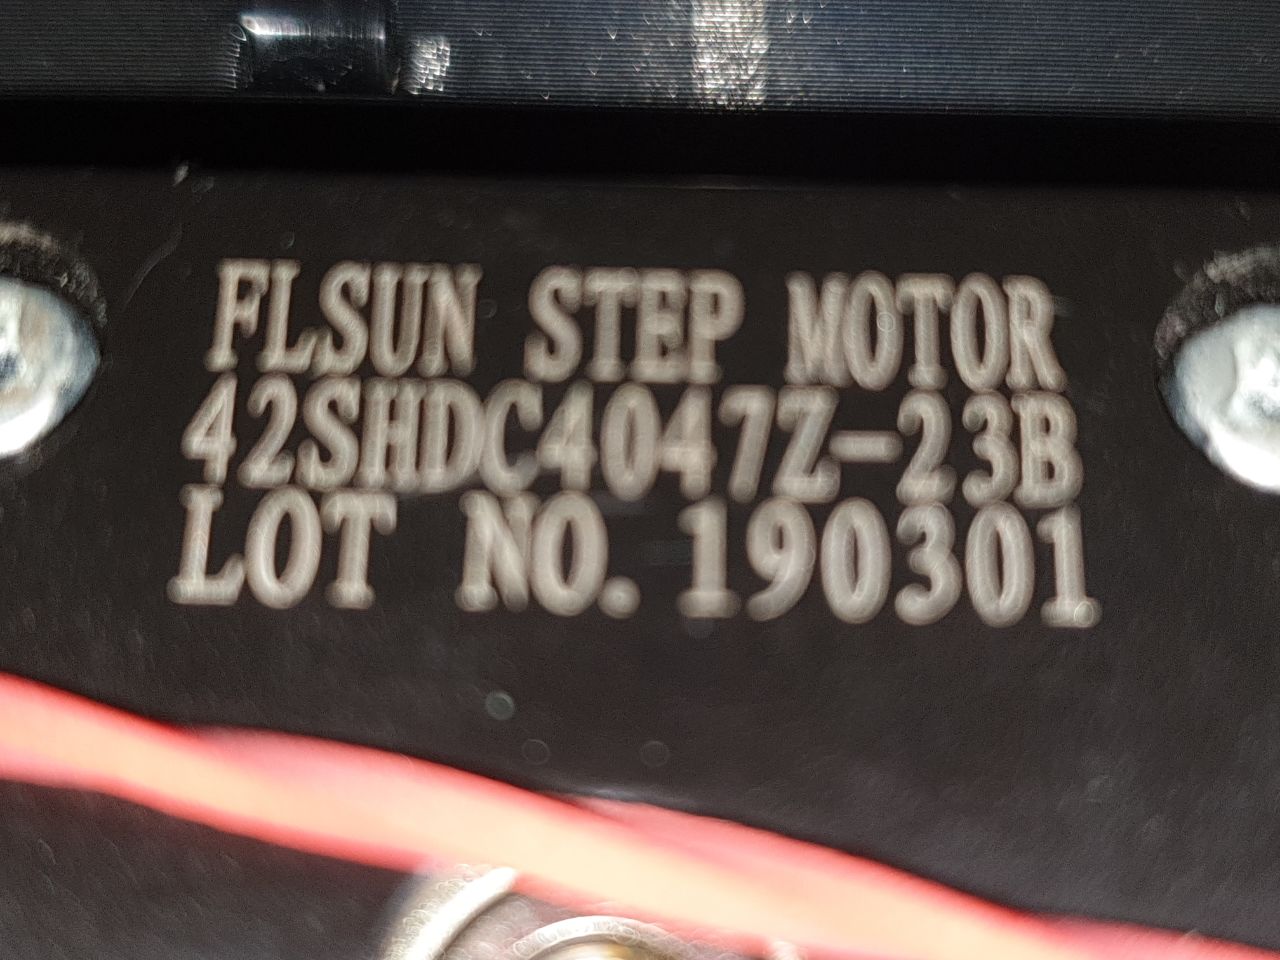 FLSUN STEP MOTOR
42SHDC4047Z-23B
LOT NO.190301